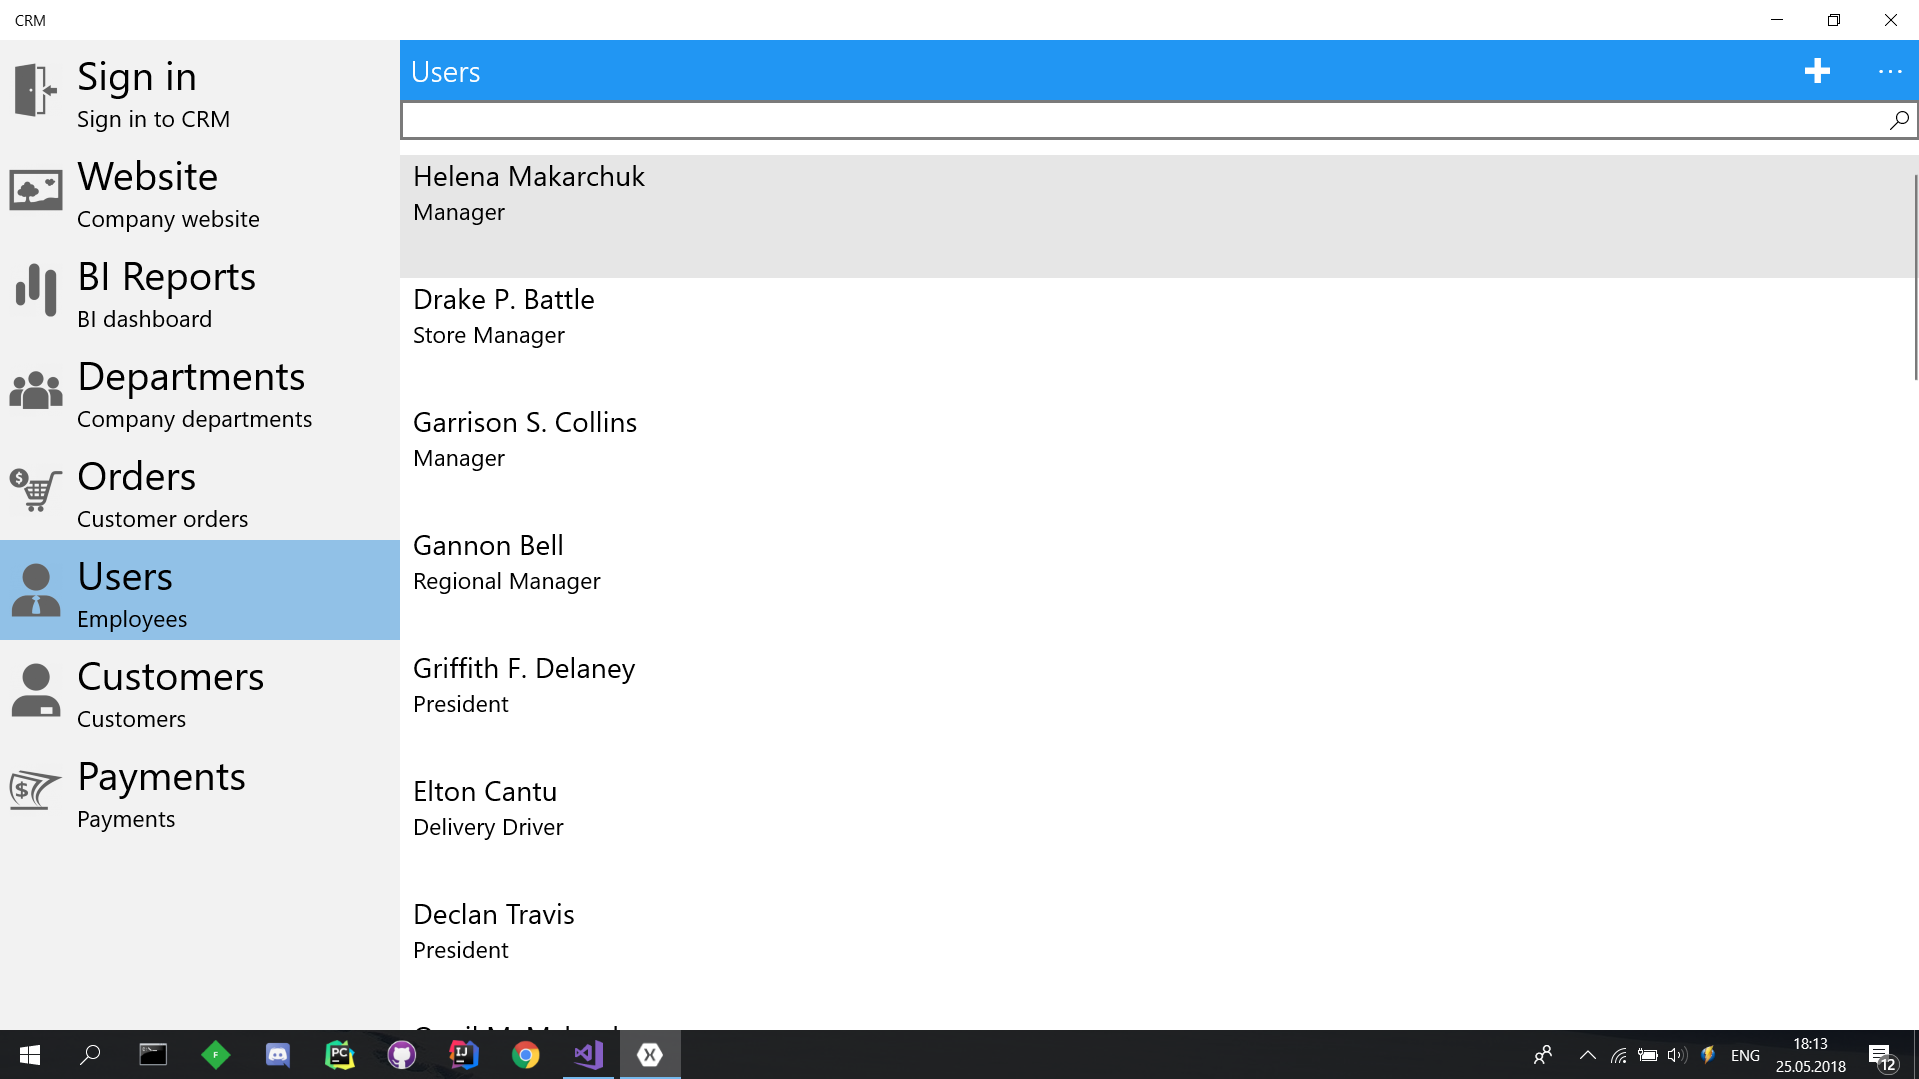 CRM
Sign in
Sign in to CRM
Website
Company website
BI Reports
BI dashboard
Departments
Company departments
Orders
Customer orders
Users
Employees
Customers
Customers
Payments
Payments
Users
Helena Makarchuk
Manager
Drake P. Battle
Store Manager
Garrison S. Collins
Manager
Gannon Bell
Regional Manager
Griffith F. Delaney
President
Elton Cantu
Delivery Driver
Declan Travis
President
ENG
18:13
25.05.2018
12